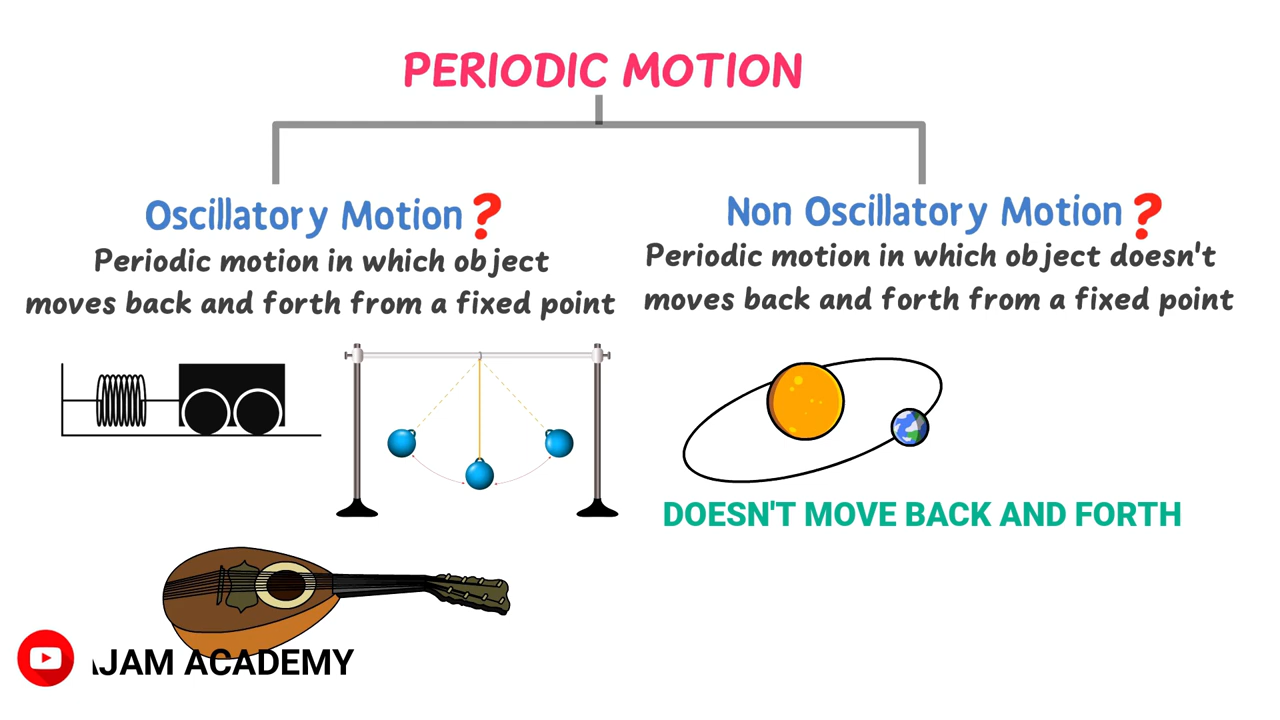 PERIODIC MOTION
Oscillatory Motion?
Periodic motion in which object
moves back and forth from a fixed point
Non Oscillatory Motion?
Periodic motion in which object doesn't
moves back and forth from a fixed point
DOESN'T MOVE BACK AND FORTH
AJAM ACADEMY